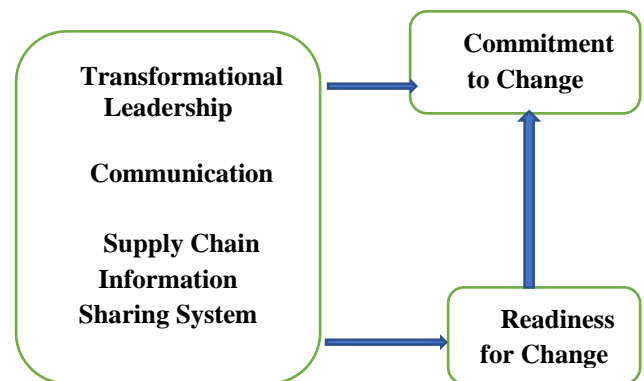 Transformational
Leadership
Communication
Supply Chain
Information
Sharing System
Commitment
to Change
Readiness
for Change